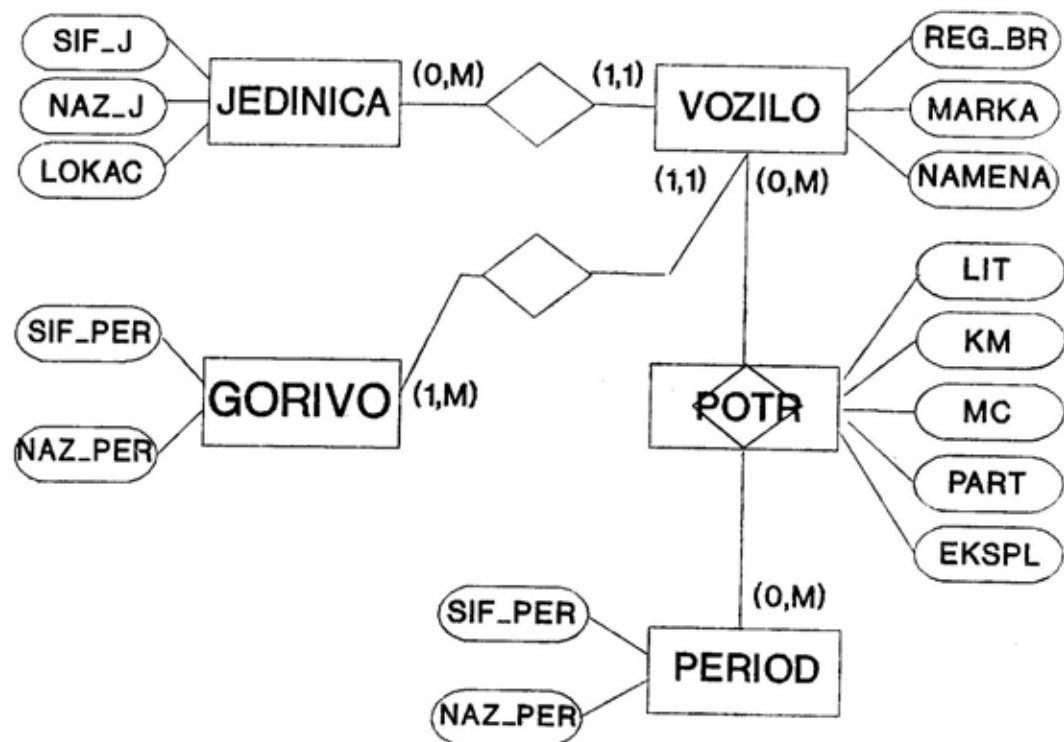 SIF_J
NAZ_J
LOKAC
JEDINICA
(0,M)
(1,1)
VOZILO
REG_BR
MARKA
NAMENA
(1,1)
(0,M)
SIF_PER
NAZ_PER
GORIVO
(1,M)
POTR
LIT
KM
MC
PART
EKSPL
(0,M)
SIF_PER
NAZ_PER
PERIOD